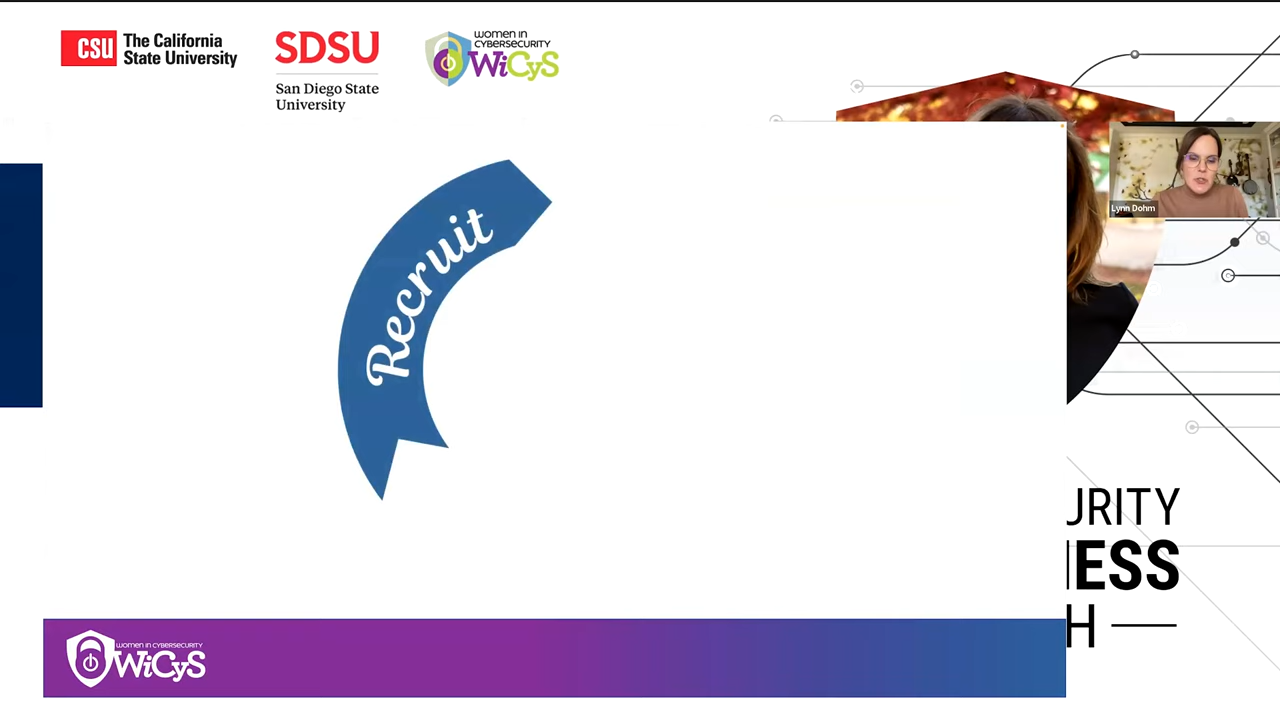 CSU The California
State University
SDSU
San Diego State
University
women in
CYBERSECURITY
WiCyS
Lynn Dohm
Recruit
URITY
ESS
H
women in CYBERSECURITY
WiCyS